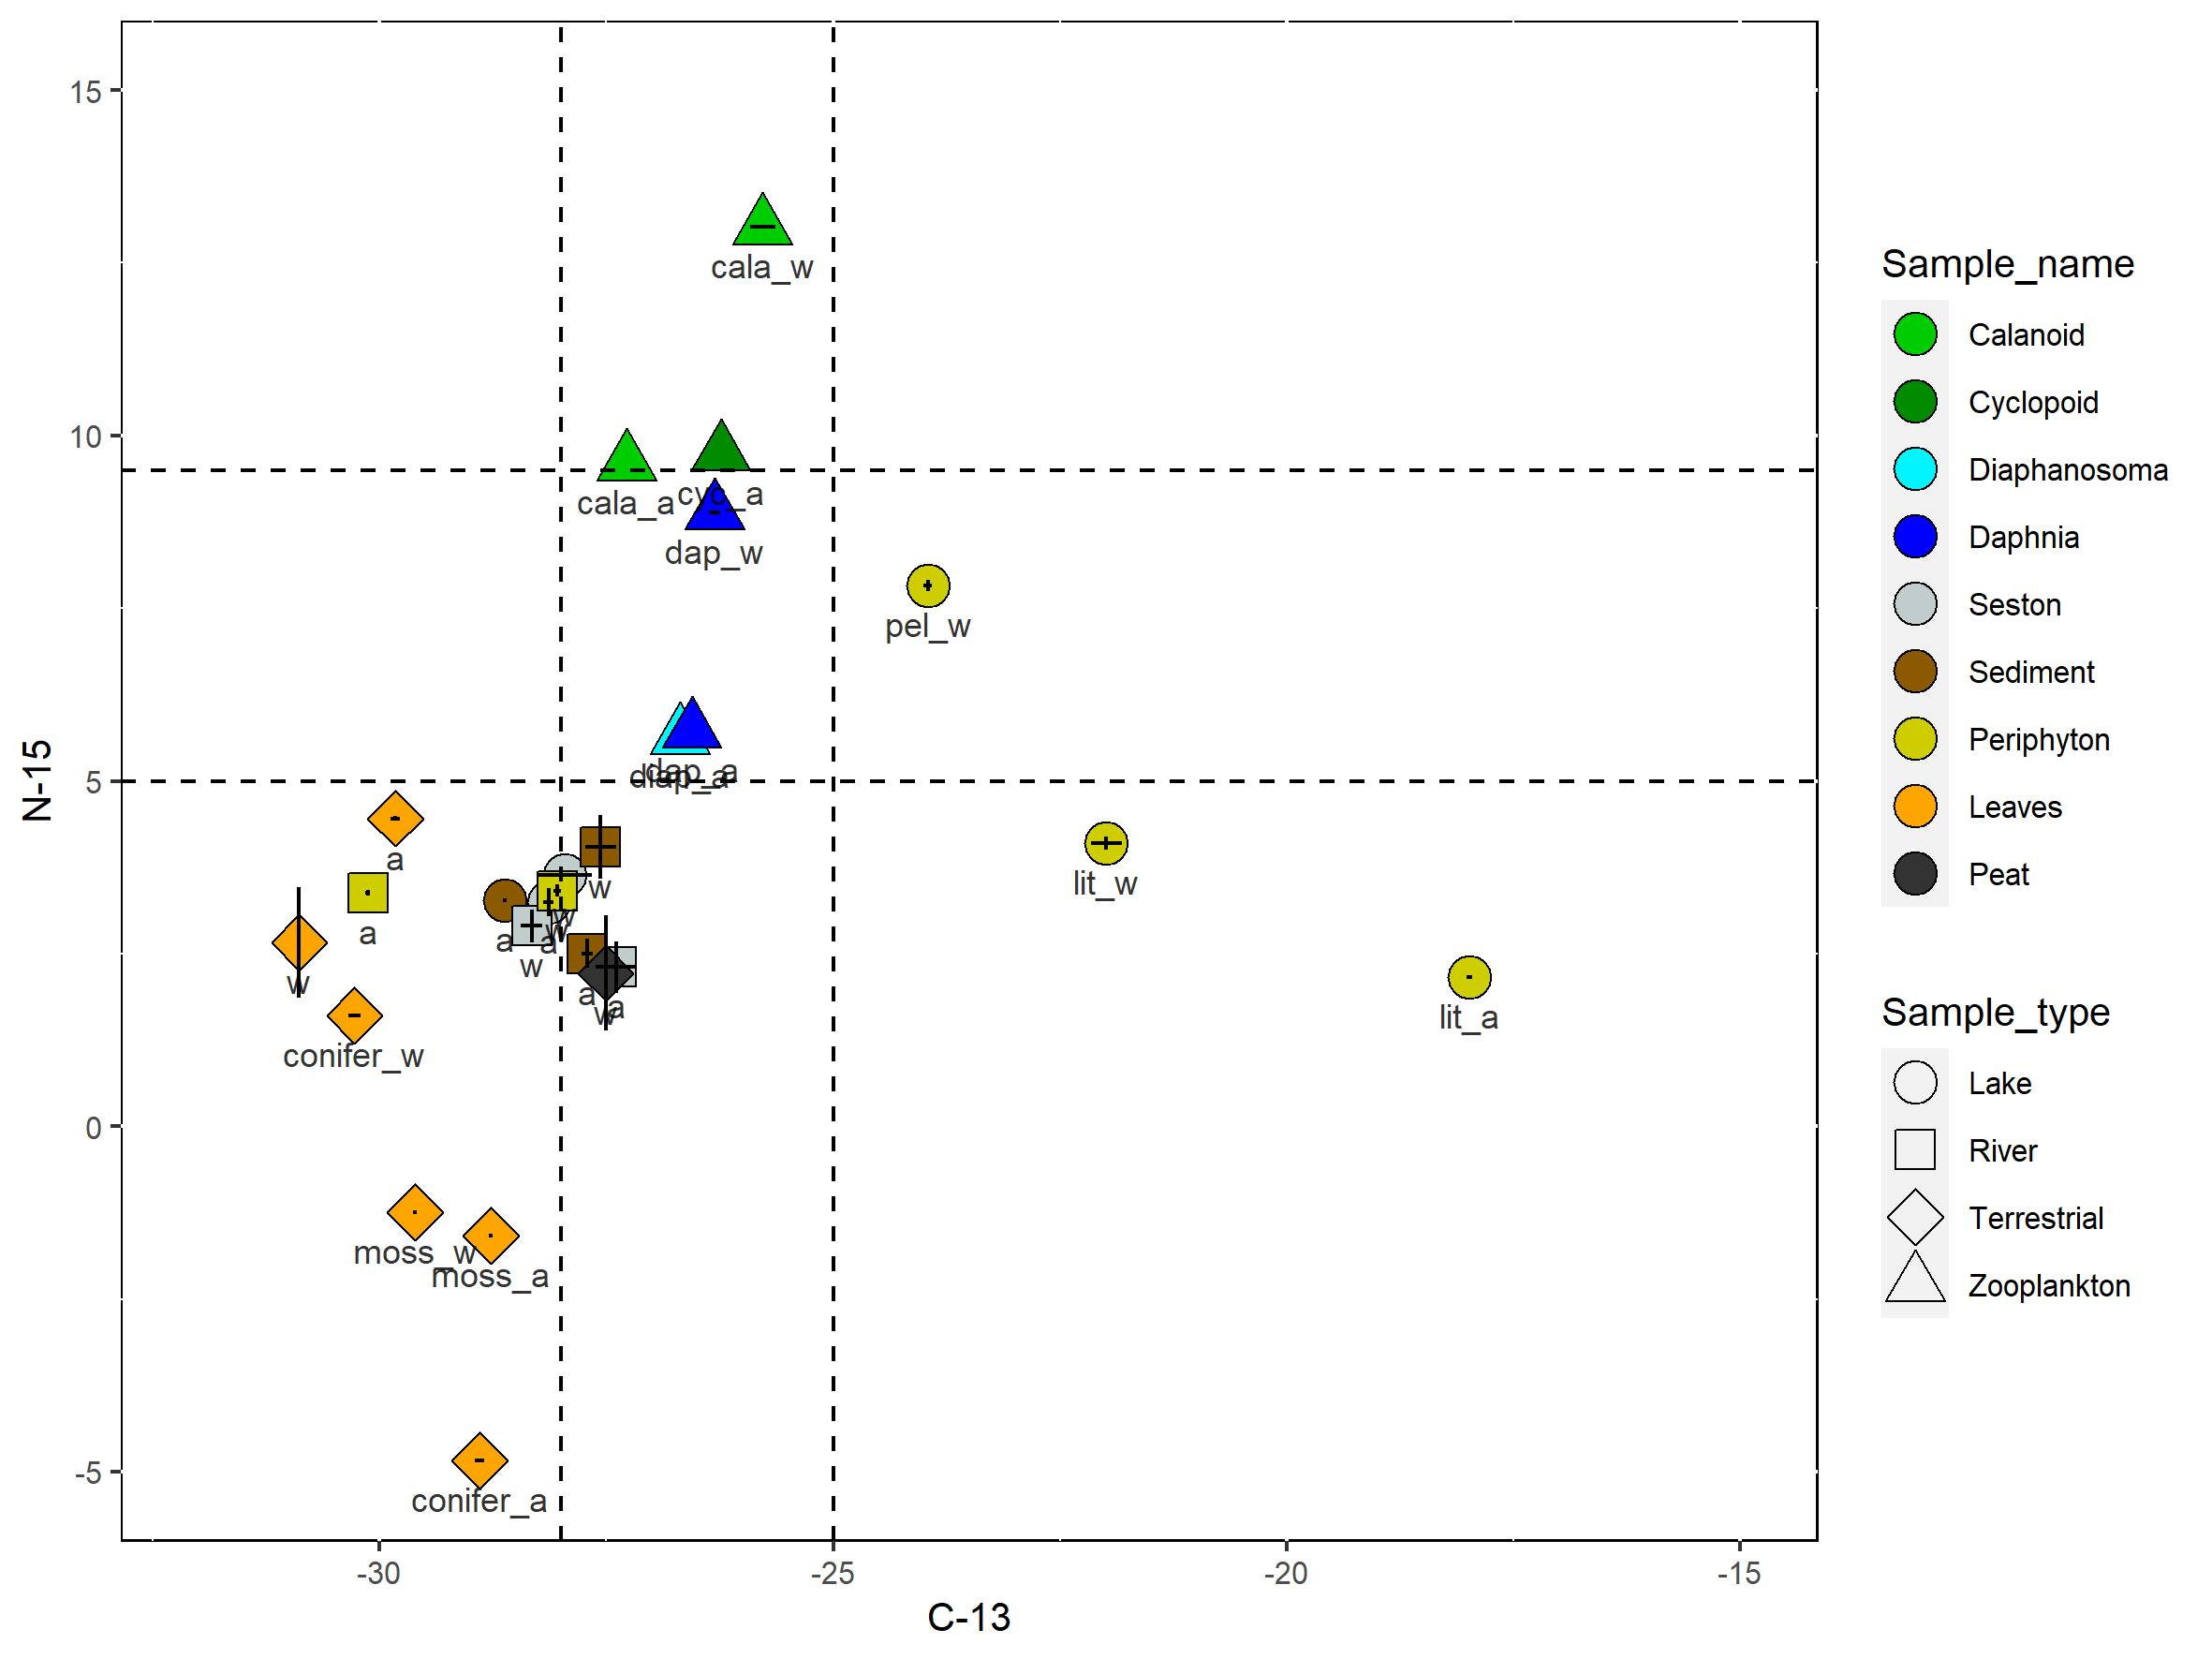 15
10
5
0
-5
N-15
-30
-25
-20
-15
C-13
cala_w
cala_a
cyc_a
dap_w
pel_w
dap_a
diap_a
a
w
lit_w
a
w
w
a
w
a
w
a
a
w
lit_a
conifer_w
moss_w
moss_a
conifer_a
Sample_name
Calanoid
Cyclopoid
Diaphanosoma
Daphnia
Seston
Sediment
Periphyton
Leaves
Peat
Sample_type
Lake
River
Terrestrial
Zooplankton